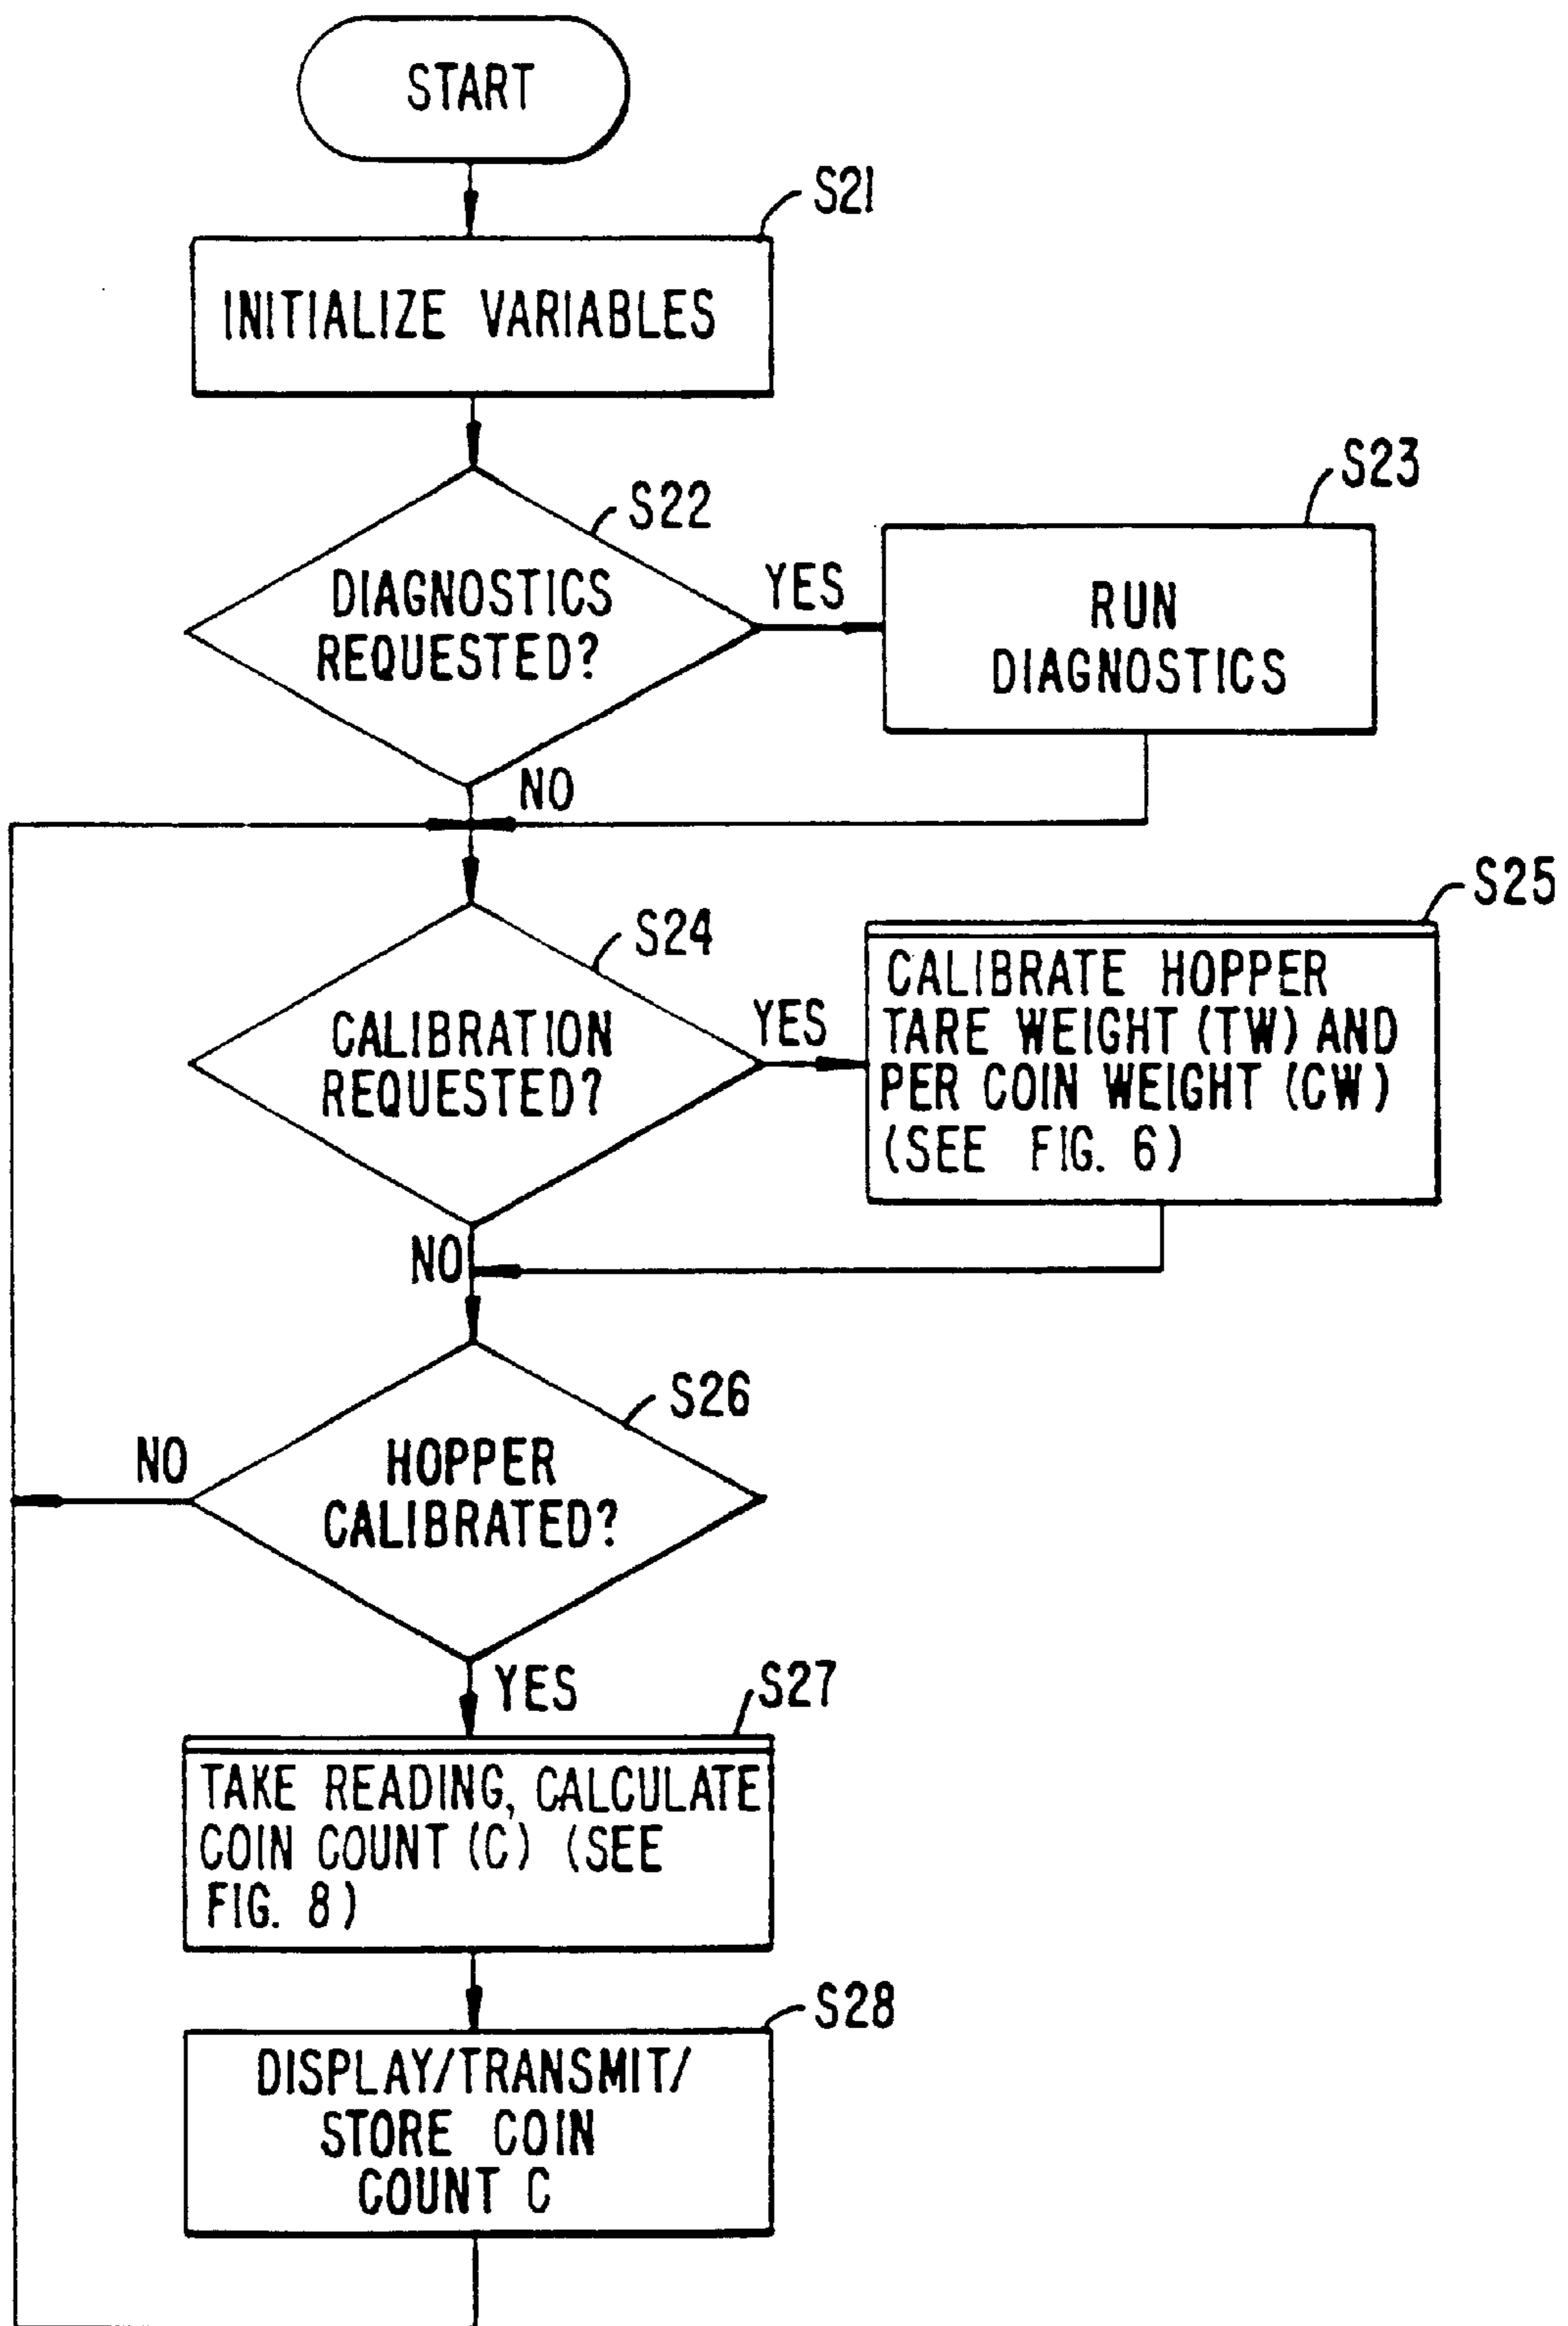 START
S21
INITIALIZE VARIABLES
S22
DIAGNOSTICS
REQUESTED?
YES
S23
RUN
DIAGNOSTICS
NO
S24
CALIBRATION
REQUESTED?
YES
S25
CALIBRATE HOPPER
TARE WEIGHT (TW) AND
PER COIN WEIGHT (CW)
(SEE FIG. 6)
NO
S26
HOPPER
CALIBRATED?
NO
YES
S27
TAKE READING, CALCULATE
COIN COUNT (C) (SEE
FIG. 8)
S28
DISPLAY/TRANSMIT/
STORE COIN
COUNT C